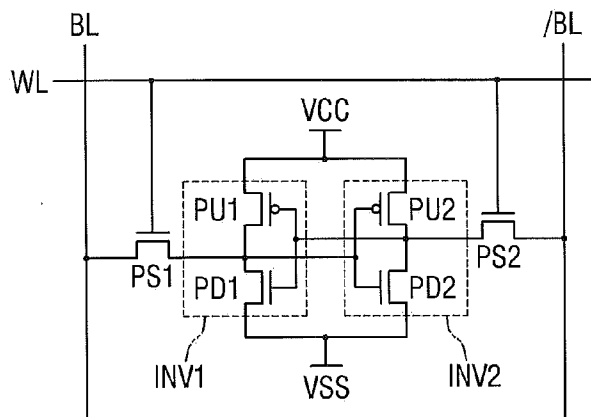 BL
/BL
WL
VCC
PU1
PU2
PS1
PS2
PD1
PD2
INV1
VSS
INV2